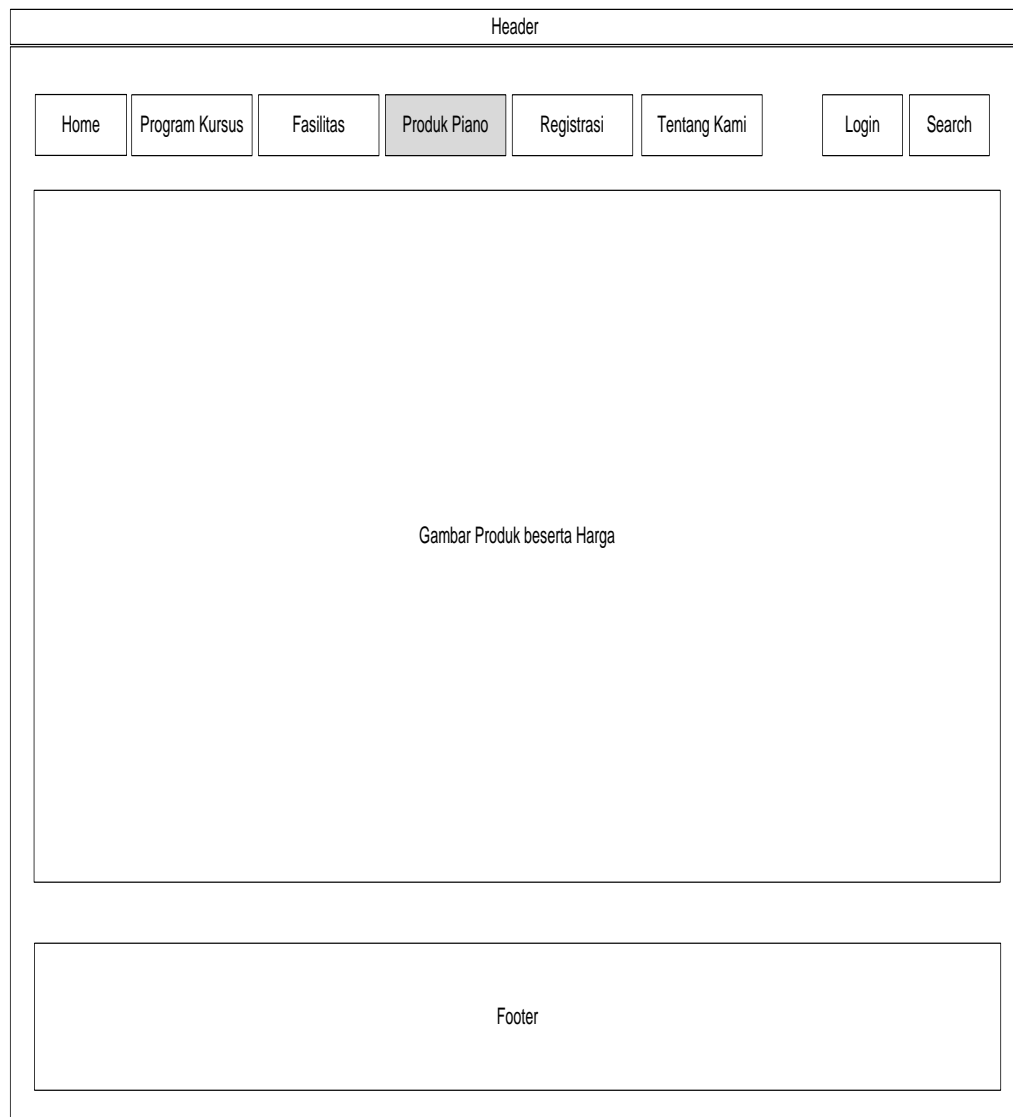 Header
Home
Program Kursus
Fasilitas
Produk Piano
Registrasi
Tentang Kami
Login
Search
Gambar Produk beserta Harga
Footer